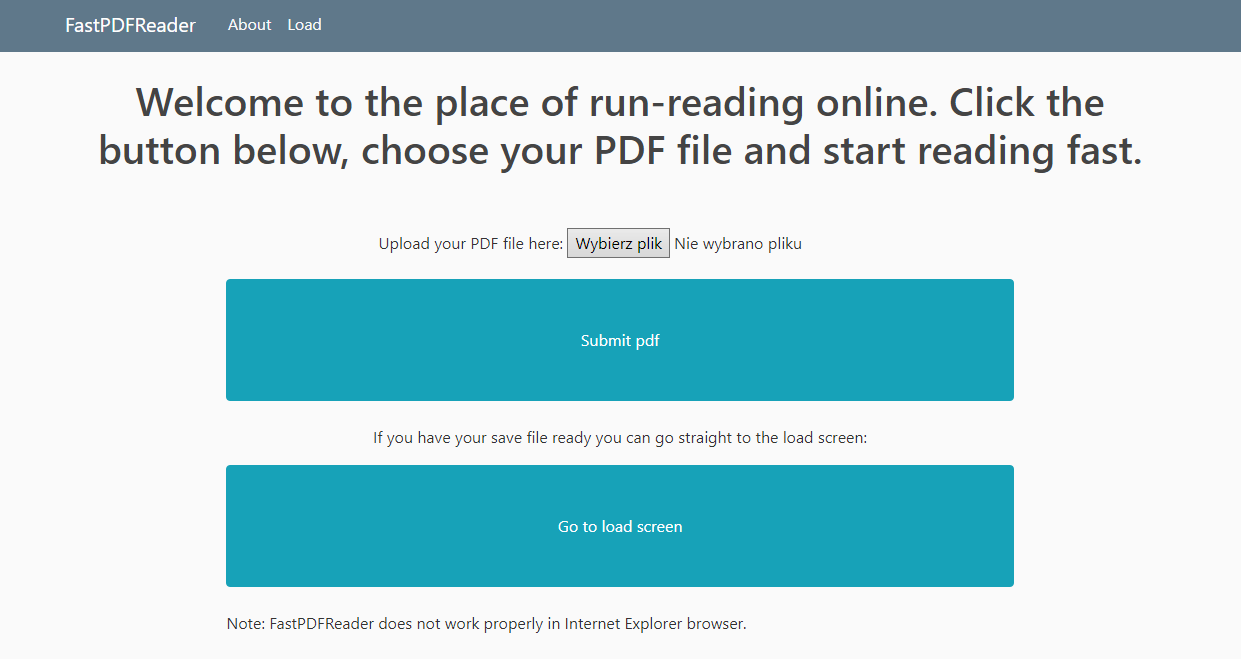 FastPDFReader About Load
Welcome to the place of run-reading online. Click the
button below, choose your PDF file and start reading fast.
Upload your PDF file here: Wybierz plik Nie wybrano pliku
Submit pdf
If you have your save file ready you can go straight to the load screen:
Go to load screen
Note: FastPDFReader does not work properly in Internet Explorer browser.